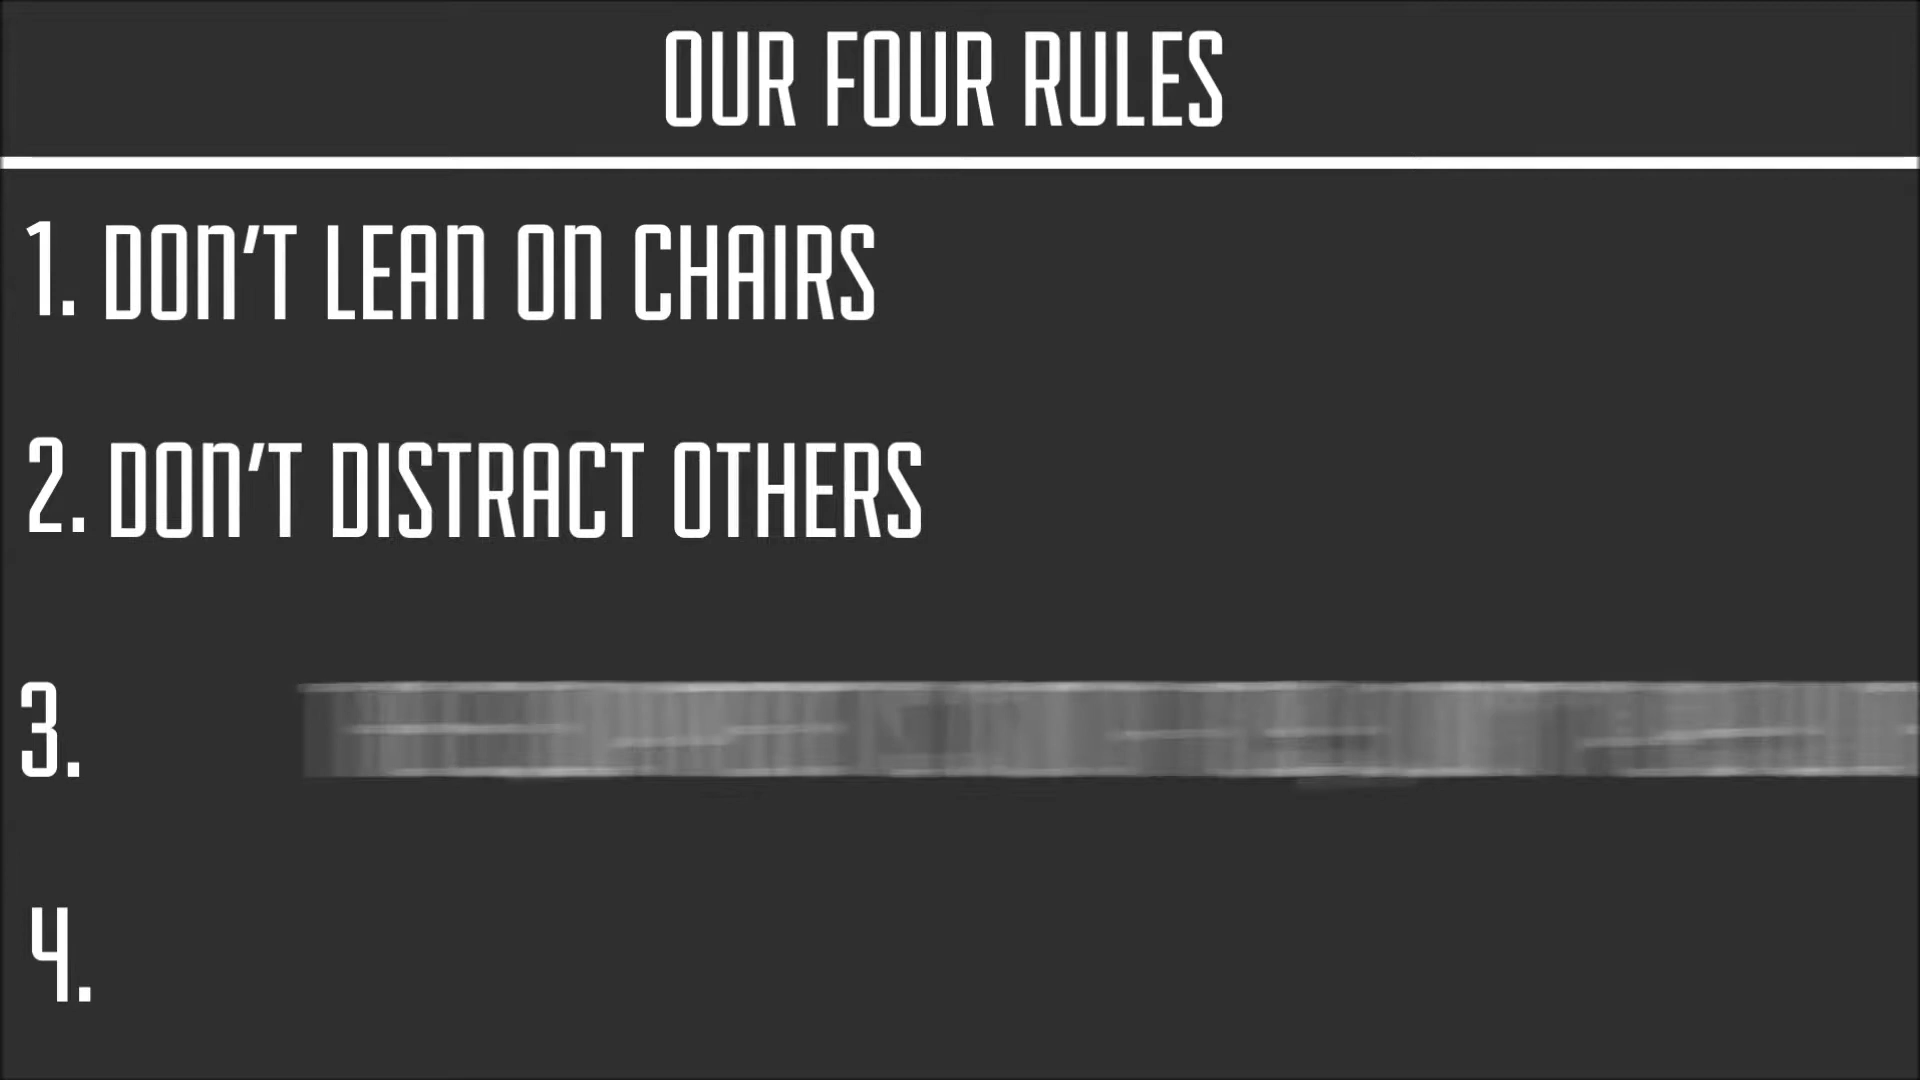 OUR FOUR RULES
1. DON'T LEAN ON CHAIRS
2. DON'T DISTRACT OTHERS
3.
4.